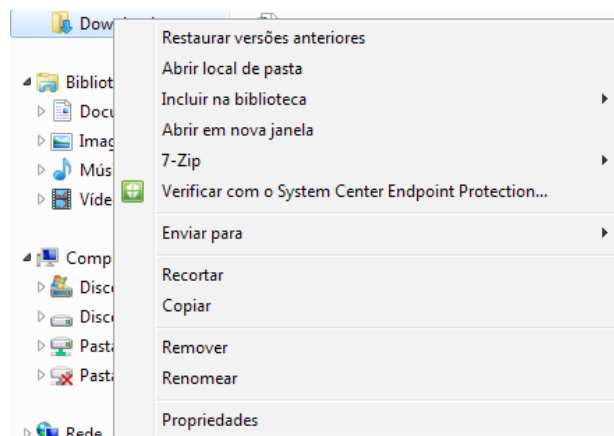 Restaurar versões anteriores
Abrir local de pasta
Incluir na biblioteca
Abrir em nova janela
7-Zip
Verificar com o System Center Endpoint Protection...
Enviar para
Recortar
Copiar
Remover
Renomear
Propriedades
Rede